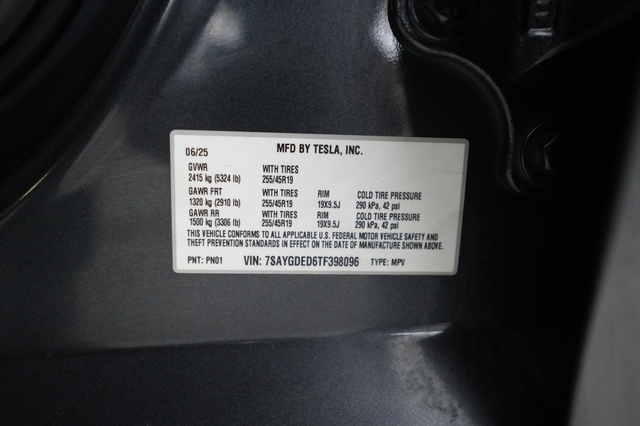 06/25 MFD BY TESLA, INC.
GVWR WITH TIRES
2415 kg (5324 lb) 255/45R19
GAWR FRT WITH TIRES RIM COLD TIRE PRESSURE
1320 kg (2910 lb) 255/45R19 19X9.5J 290 kPa, 42 psi
GAWR RR WITH TIRES RIM COLD TIRE PRESSURE
1500 kg (3306 lb) 255/45R19 19X9.5J 290 kPa, 42 psi
THIS VEHICLE CONFORMS TO ALL APPLICABLE U.S. FEDERAL MOTOR VEHICLE SAFETY AND
THEFT PREVENTION STANDARDS IN EFFECT ON THE DATE OF MANUFACTURE SHOWN ABOVE.
PNT: PN01 VIN: 7SAYGDED6TF398096 TYPE: MPV